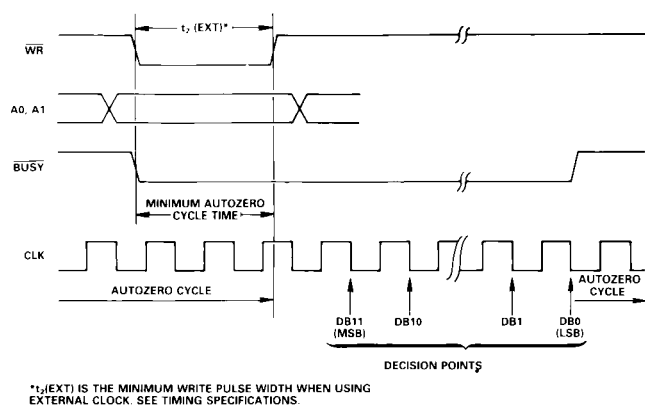 t₂ (EXT)*
WR
A0, A1
BUSY
MINIMUM AUTOZERO
CYCLE TIME
CLK
AUTOZERO CYCLE
AUTOZERO
CYCLE
DB11
(MSB)
DB10
DB1
DB0
(LSB)
DECISION POINTS
*t₂(EXT) IS THE MINIMUM WRITE PULSE WIDTH WHEN USING
EXTERNAL CLOCK. SEE TIMING SPECIFICATIONS.